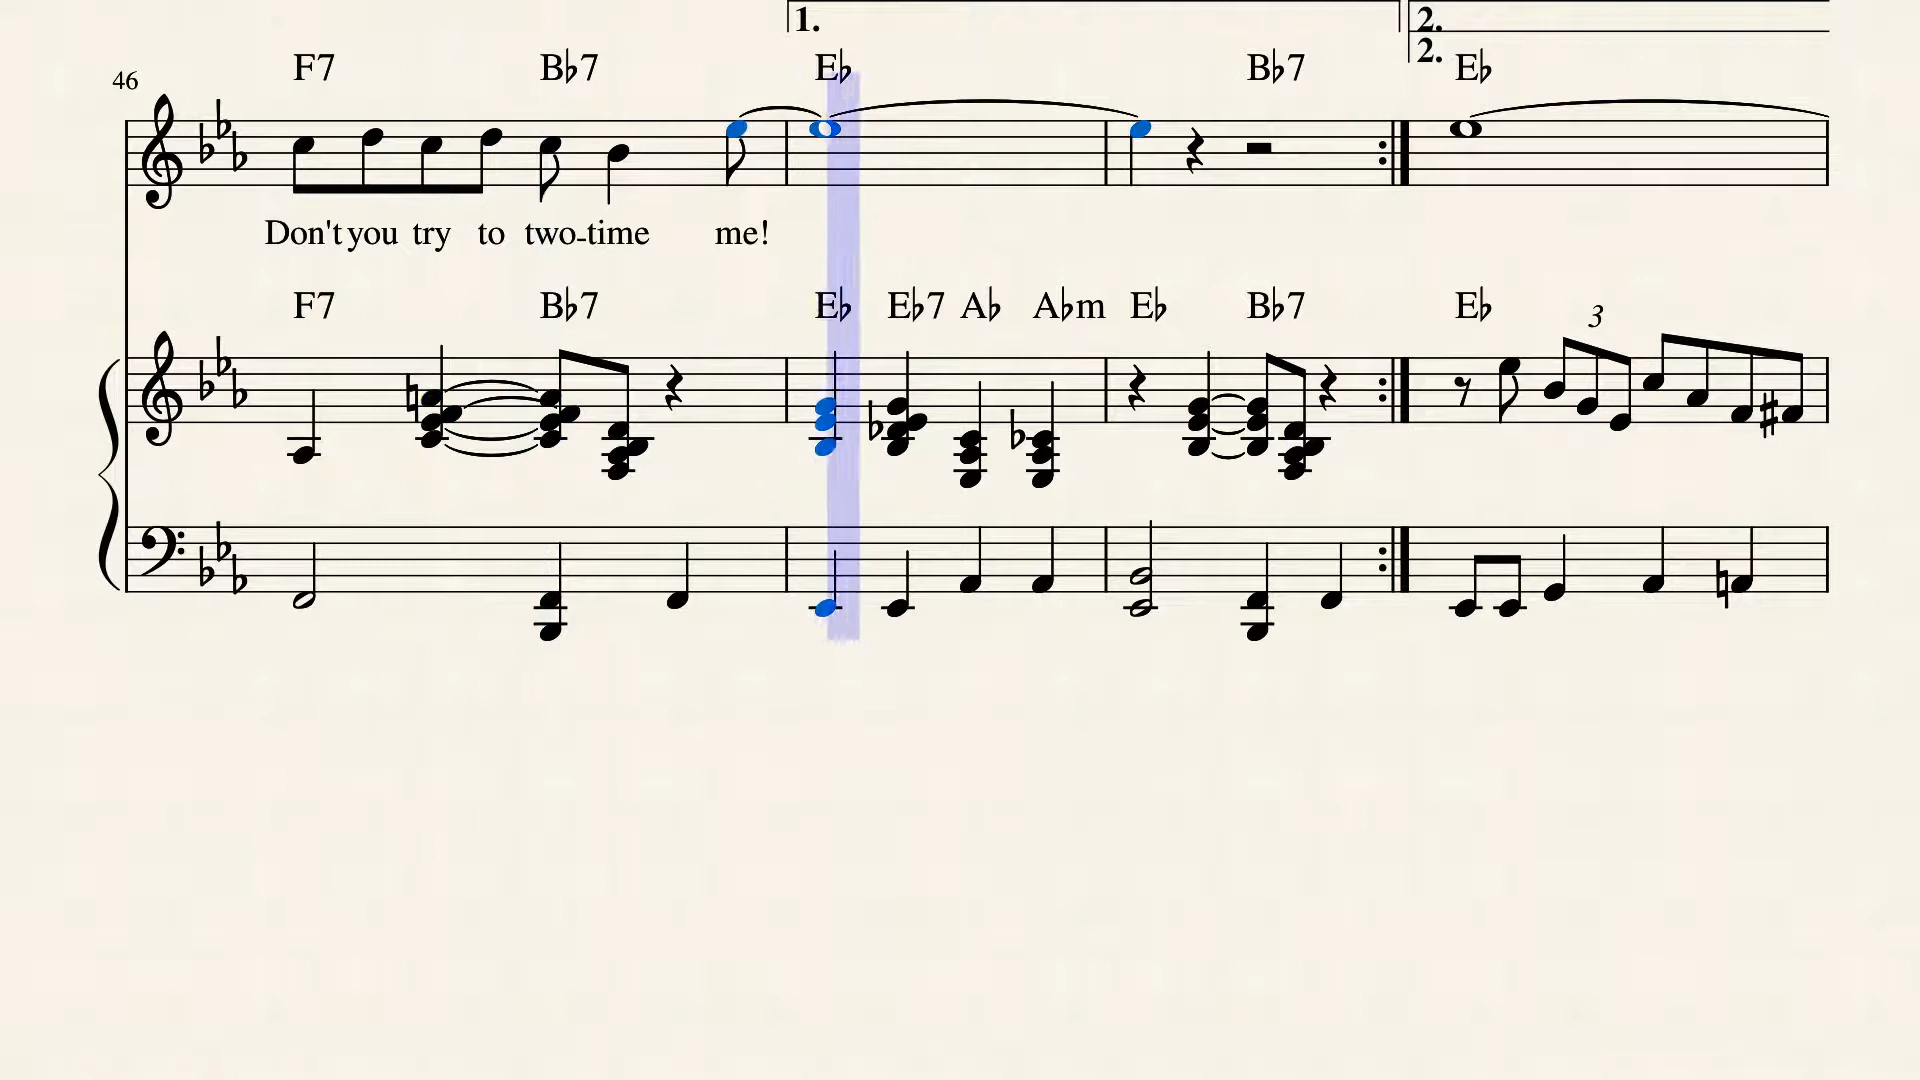 1.
2.
2.
46
F7 B♭7 E♭ B♭7 E♭
Don't you try to two-time me!
F7 B♭7 E♭ E♭7 A♭ A♭m E♭ B♭7 E♭
3